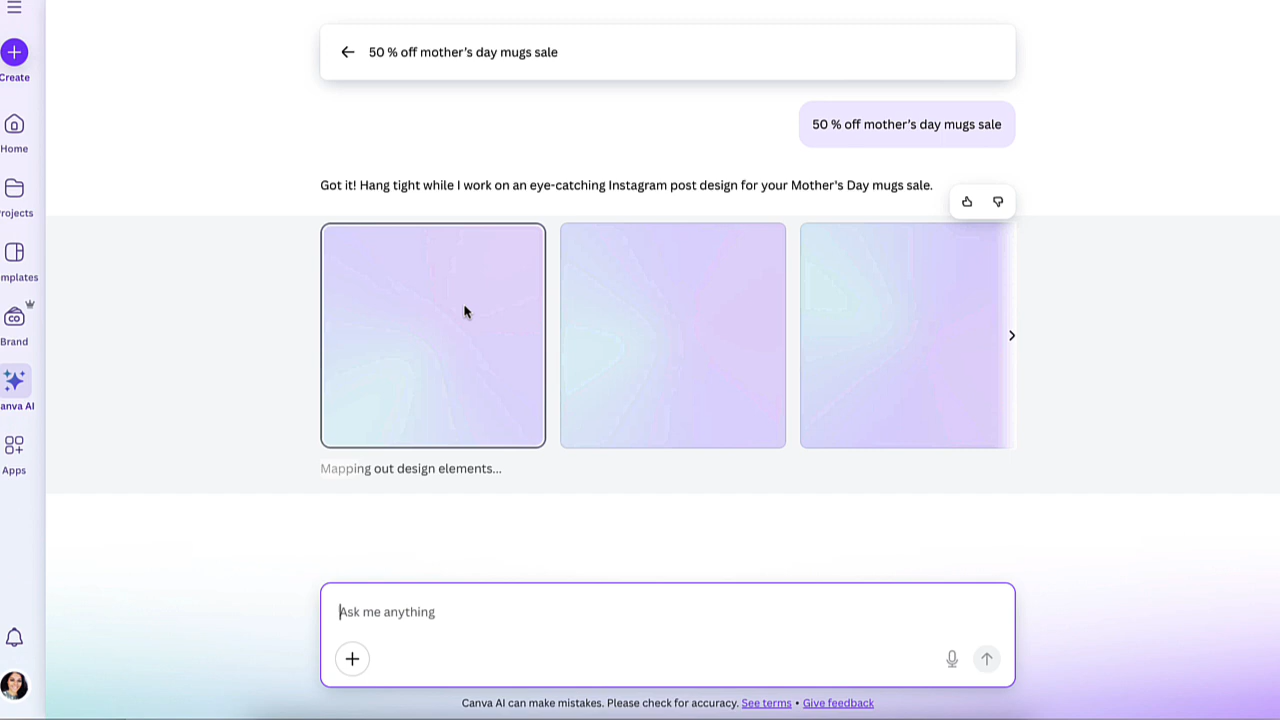 50 % off mother's day mugs sale
50 % off mother's day mugs sale
Got it! Hang tight while I work on an eye-catching Instagram post design for your Mother's Day mugs sale.
Mapping out design elements...
Ask me anything
Canva AI can make mistakes. Please check for accuracy. See terms • Give feedback
Create
Home
rojects
mplates
CO
Brand
anva AI
Apps